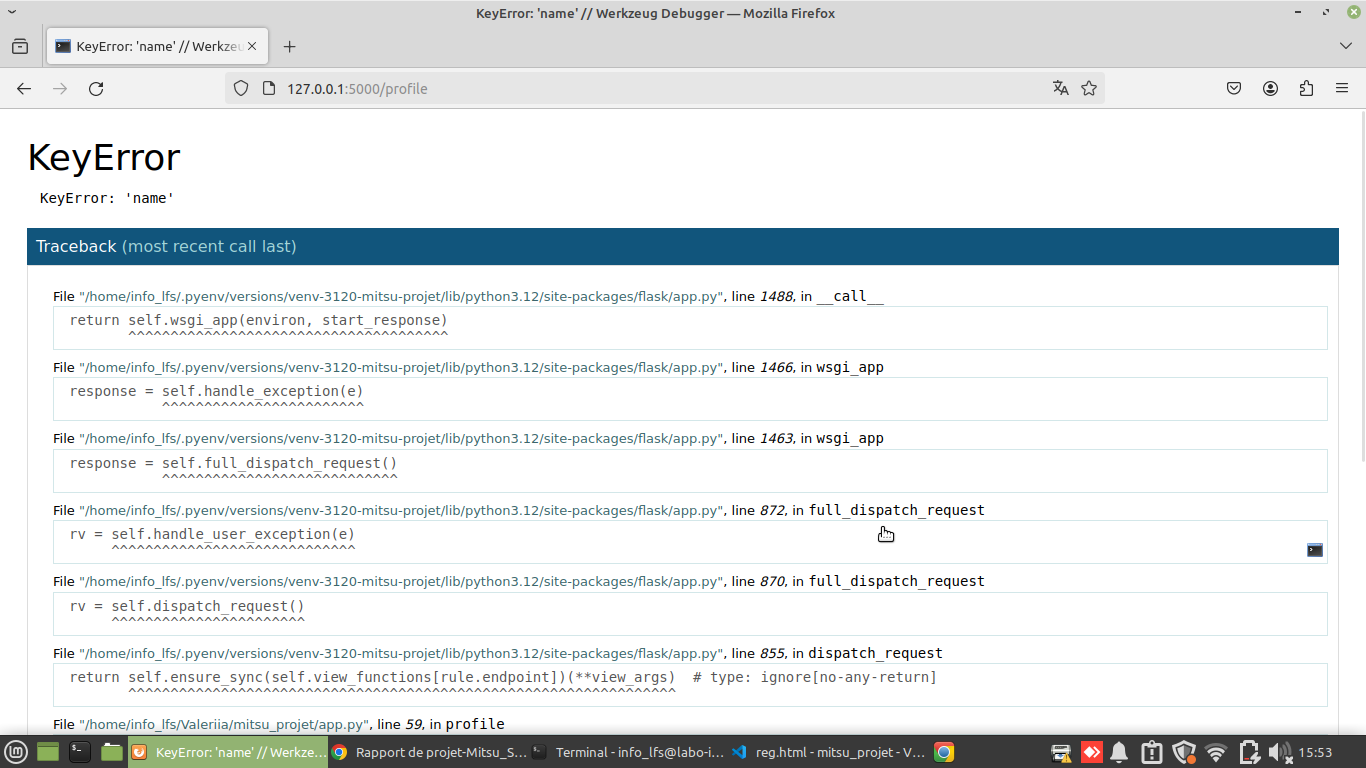 KeyError: 'name' // Werkzeug Debugger — Mozilla Firefox
KeyError: 'name' // Werkzeu
127.0.0.1:5000/profile
KeyError
KeyError: 'name'
Traceback (most recent call last)
File "/home/info_lfs/.pyenv/versions/venv-3120-mitsu-projet/lib/python3.12/site-packages/flask/app.py", line 1488, in __call__
return self.wsgi_app(environ, start_response)
^^^^^^^^^^^^^^^^^^^^^^^^^^^^^^^^^^^^^^
File "/home/info_lfs/.pyenv/versions/venv-3120-mitsu-projet/lib/python3.12/site-packages/flask/app.py", line 1466, in wsgi_app
response = self.handle_exception(e)
^^^^^^^^^^^^^^^^^^^^^^^^
File "/home/info_lfs/.pyenv/versions/venv-3120-mitsu-projet/lib/python3.12/site-packages/flask/app.py", line 1463, in wsgi_app
response = self.full_dispatch_request()
^^^^^^^^^^^^^^^^^^^^^^^^^^^^
File "/home/info_lfs/.pyenv/versions/venv-3120-mitsu-projet/lib/python3.12/site-packages/flask/app.py", line 872, in full_dispatch_request
rv = self.handle_user_exception(e)
^^^^^^^^^^^^^^^^^^^^^^^^^^^^^
File "/home/info_lfs/.pyenv/versions/venv-3120-mitsu-projet/lib/python3.12/site-packages/flask/app.py", line 870, in full_dispatch_request
rv = self.dispatch_request()
^^^^^^^^^^^^^^^^^^^^^^^
File "/home/info_lfs/.pyenv/versions/venv-3120-mitsu-projet/lib/python3.12/site-packages/flask/app.py", line 855, in dispatch_request
return self.ensure_sync(self.view_functions[rule.endpoint])(**view_args)  # type: ignore[no-any-return]
^^^^^^^^^^^^^^^^^^^^^^^^^^^^^^^^^^^^^^^^^^^^^^^^^^^^^^^^^^^^^^^^^
File "/home/info_lfs/Valeriia/mitsu_projet/app.py", line 59, in profile
KeyError: 'name' // Werkze... Rapport de projet-Mitsu_S... Terminal - info_lfs@labo-i... reg.html - mitsu_projet - V... 15:53